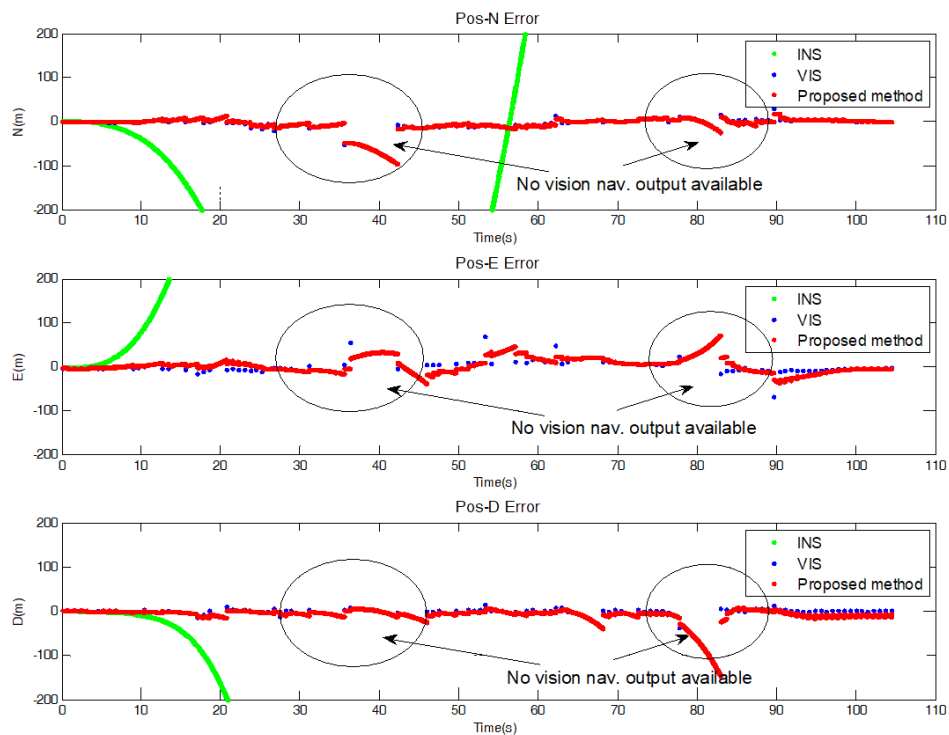 Pos-N Error
200
100
0
-100
-200
N(m)
INS
VIS
Proposed method
No vision nav. output available
0 10 20 30 40 50 60 70 80 90 100 110
Time(s)
Pos-E Error
200
100
0
-100
-200
E(m)
INS
VIS
Proposed method
No vision nav. output available
0 10 20 30 40 50 60 70 80 90 100 110
Time(s)
Pos-D Error
200
100
0
-100
-200
D(m)
INS
VIS
Proposed method
No vision nav. output available
0 10 20 30 40 50 60 70 80 90 100 110
Time(s)